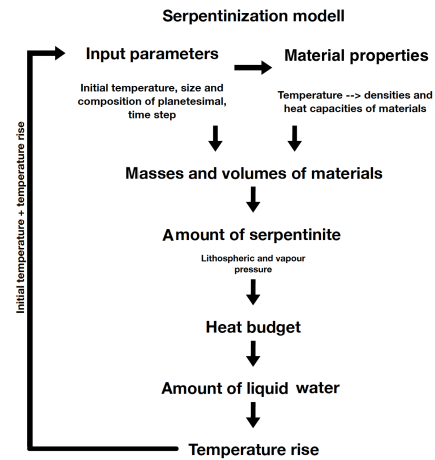 Serpentinization modell
Input parameters
Material properties
Initial temperature, size and
composition of planetesimal,
time step
Temperature --> densities and
heat capacities of materials
Initial temperature + temperature rise
Masses and volumes of materials
Amount of serpentinite
Lithospheric and vapour
pressure
Heat budget
Amount of liquid water
Temperature rise